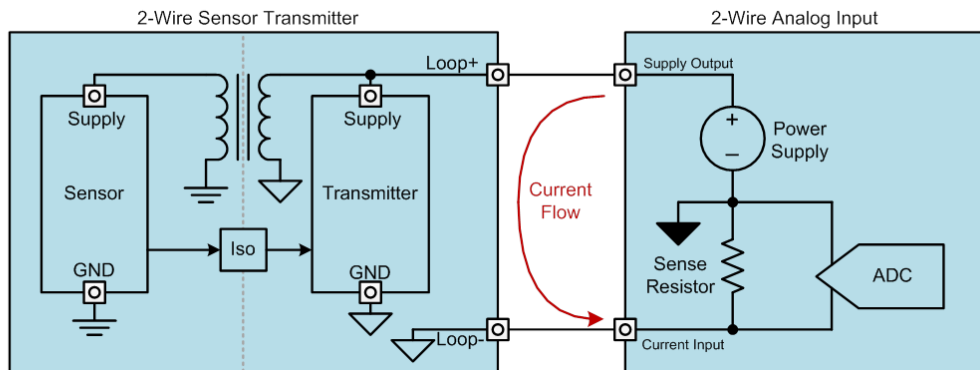 2-Wire Sensor Transmitter
2-Wire Analog Input
Loop+
Supply Output
Supply
Supply
+
Power
Supply
–
Sensor
Transmitter
Current
Flow
Iso
Sense
Resistor
ADC
GND
GND
Loop-
Current Input